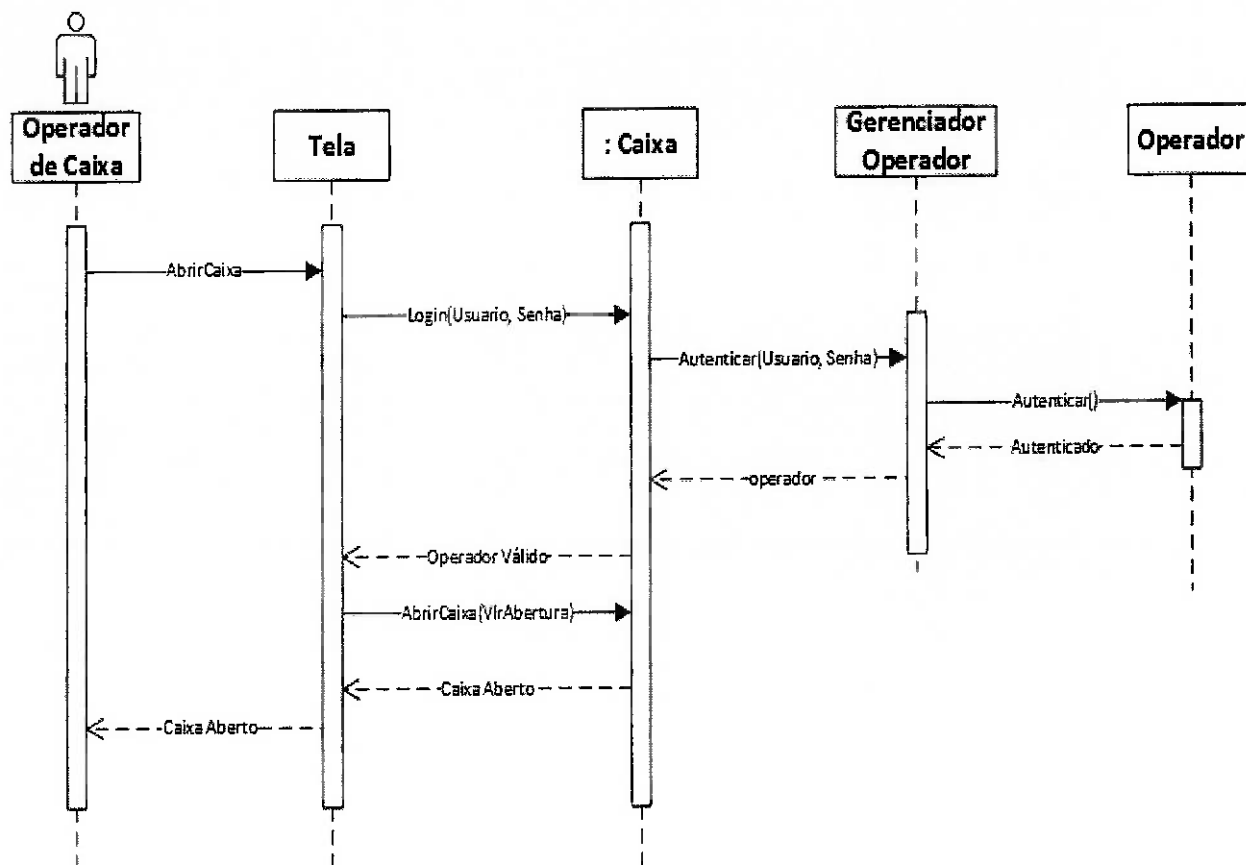 Operador
de Caixa
Tela
: Caixa
Gerenciador
Operador
Operador
AbrirCaixa
Login(Usuario, Senha)
Autenticar(Usuario, Senha)
Autenticar()
Autenticado
operador
Operador Válido
AbrirCaixa(VlrAbertura)
Caixa Aberto
Caixa Aberto